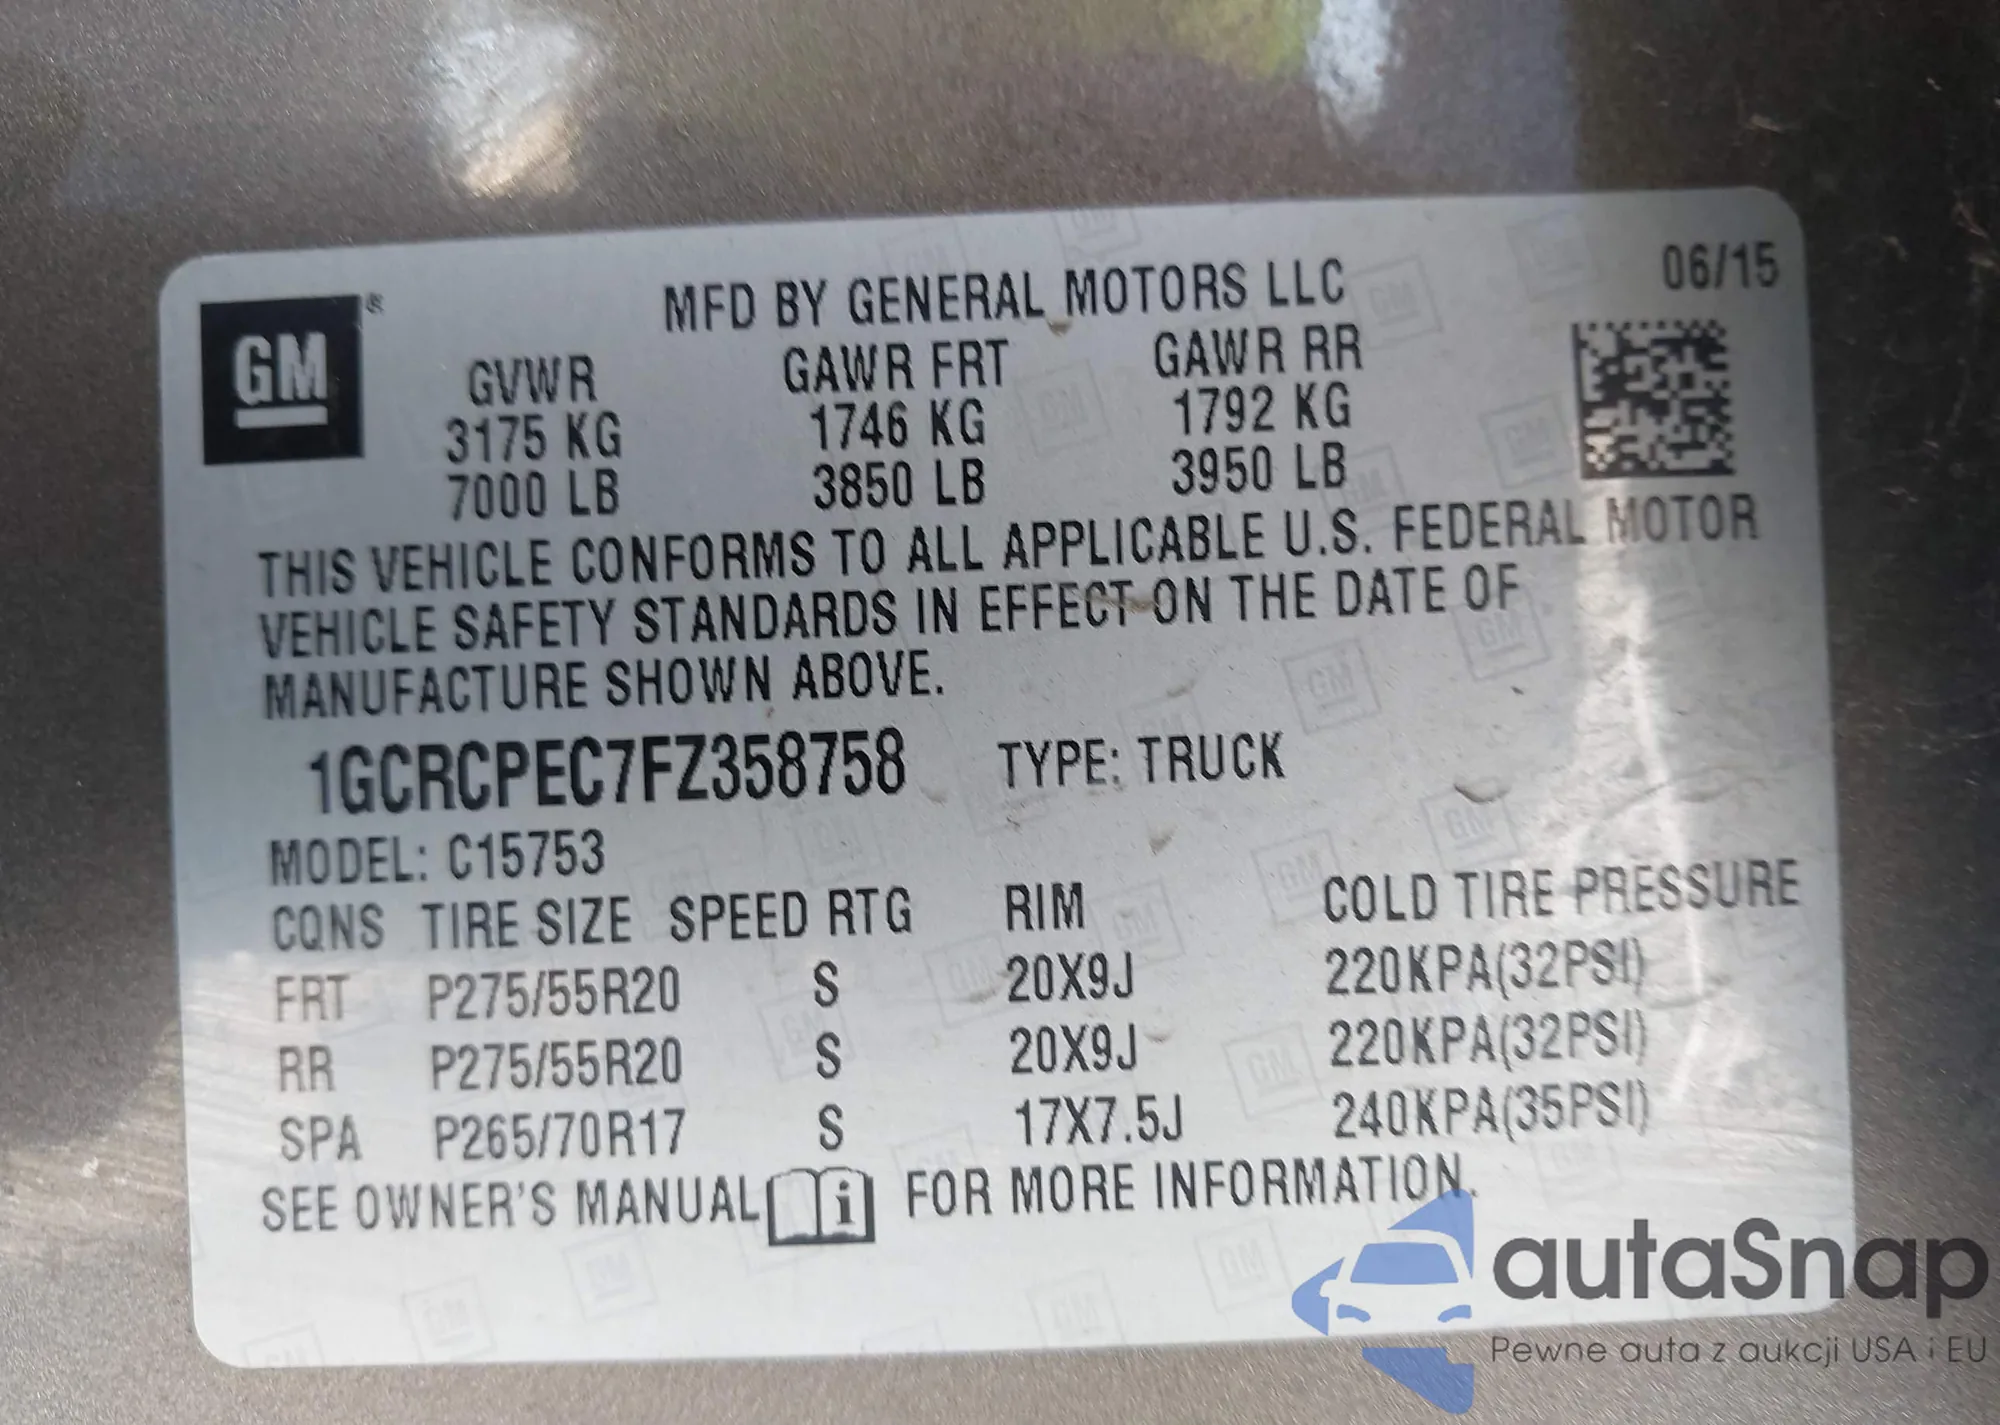 GM ®
MFD BY GENERAL MOTORS LLC 06/15
GVWR GAWR FRT GAWR RR
3175 KG 1746 KG 1792 KG
7000 LB 3850 LB 3950 LB
THIS VEHICLE CONFORMS TO ALL APPLICABLE U.S. FEDERAL MOTOR
VEHICLE SAFETY STANDARDS IN EFFECT ON THE DATE OF
MANUFACTURE SHOWN ABOVE.
1GCRCPEC7FZ358758 TYPE: TRUCK
MODEL: C15753
CQNS TIRE SIZE SPEED RTG RIM COLD TIRE PRESSURE
FRT P275/55R20 S 20X9J 220KPA(32PSI)
RR P275/55R20 S 20X9J 220KPA(32PSI)
SPA P265/70R17 S 17X7.5J 240KPA(35PSI)
SEE OWNER'S MANUAL i FOR MORE INFORMATION.
autaSnap
Pewne auta z aukcji USA i EU